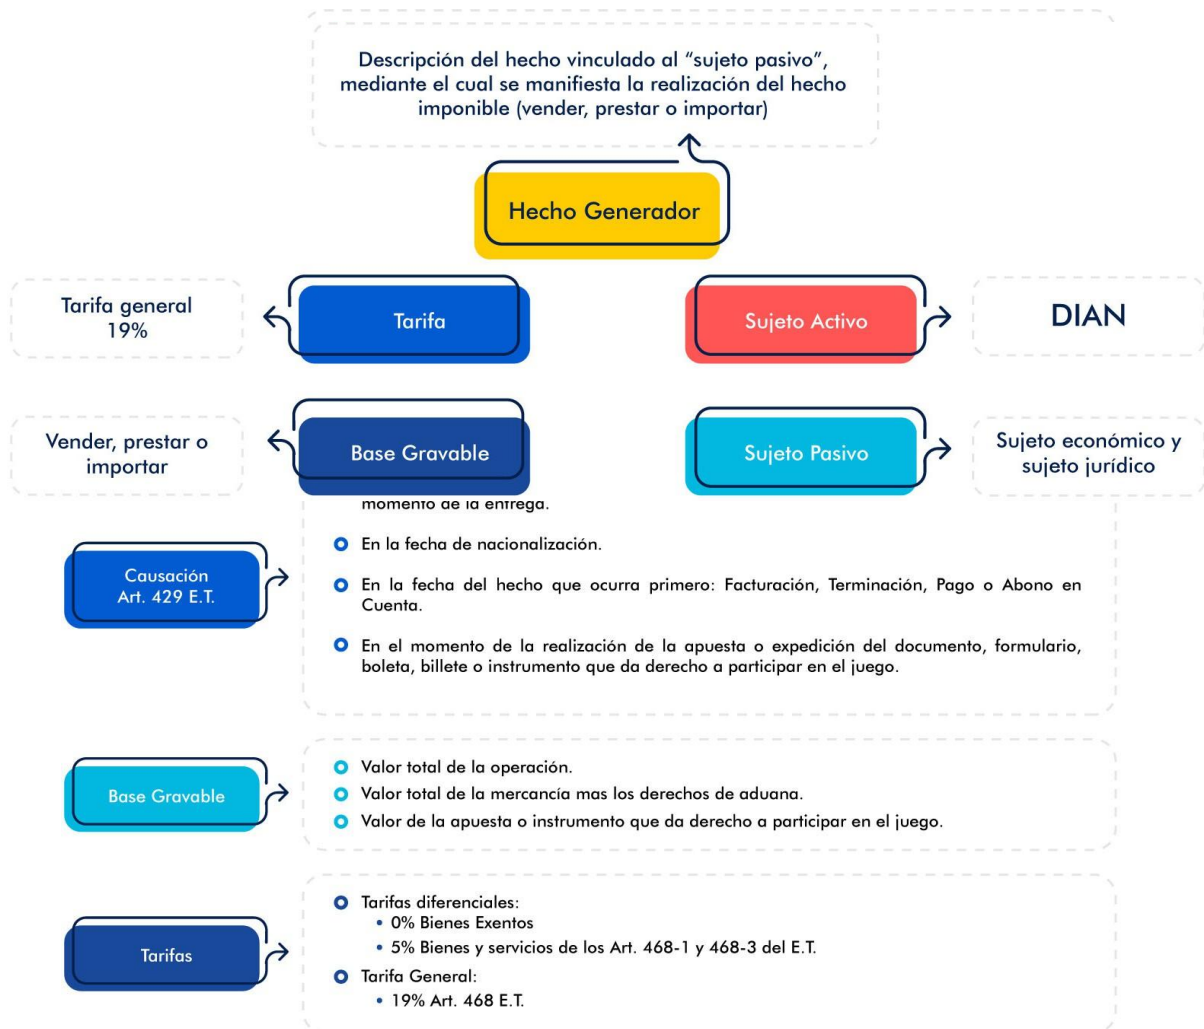 Descripción del hecho vinculado al “sujeto pasivo”,
mediante el cual se manifiesta la realización del hecho
imponible (vender, prestar o importar)
Hecho Generador
Tarifa general
19%
Tarifa
Sujeto Activo
DIAN
Vender, prestar o
importar
Base Gravable
Sujeto Pasivo
Sujeto económico y
sujeto jurídico
momento de la entrega.
En la fecha de nacionalización.
Causación
Art. 429 E.T.
En la fecha del hecho que ocurra primero: Facturación, Terminación, Pago o Abono en
Cuenta.
En el momento de la realización de la apuesta o expedición del documento, formulario,
boleta, billete o instrumento que da derecho a participar en el juego.
Base Gravable
Valor total de la operación.
Valor total de la mercancía mas los derechos de aduana.
Valor de la apuesta o instrumento que da derecho a participar en el juego.
Tarifas
Tarifas diferenciales:
• 0% Bienes Exentos
• 5% Bienes y servicios de los Art. 468-1 y 468-3 del E.T.
Tarifa General:
• 19% Art. 468 E.T.